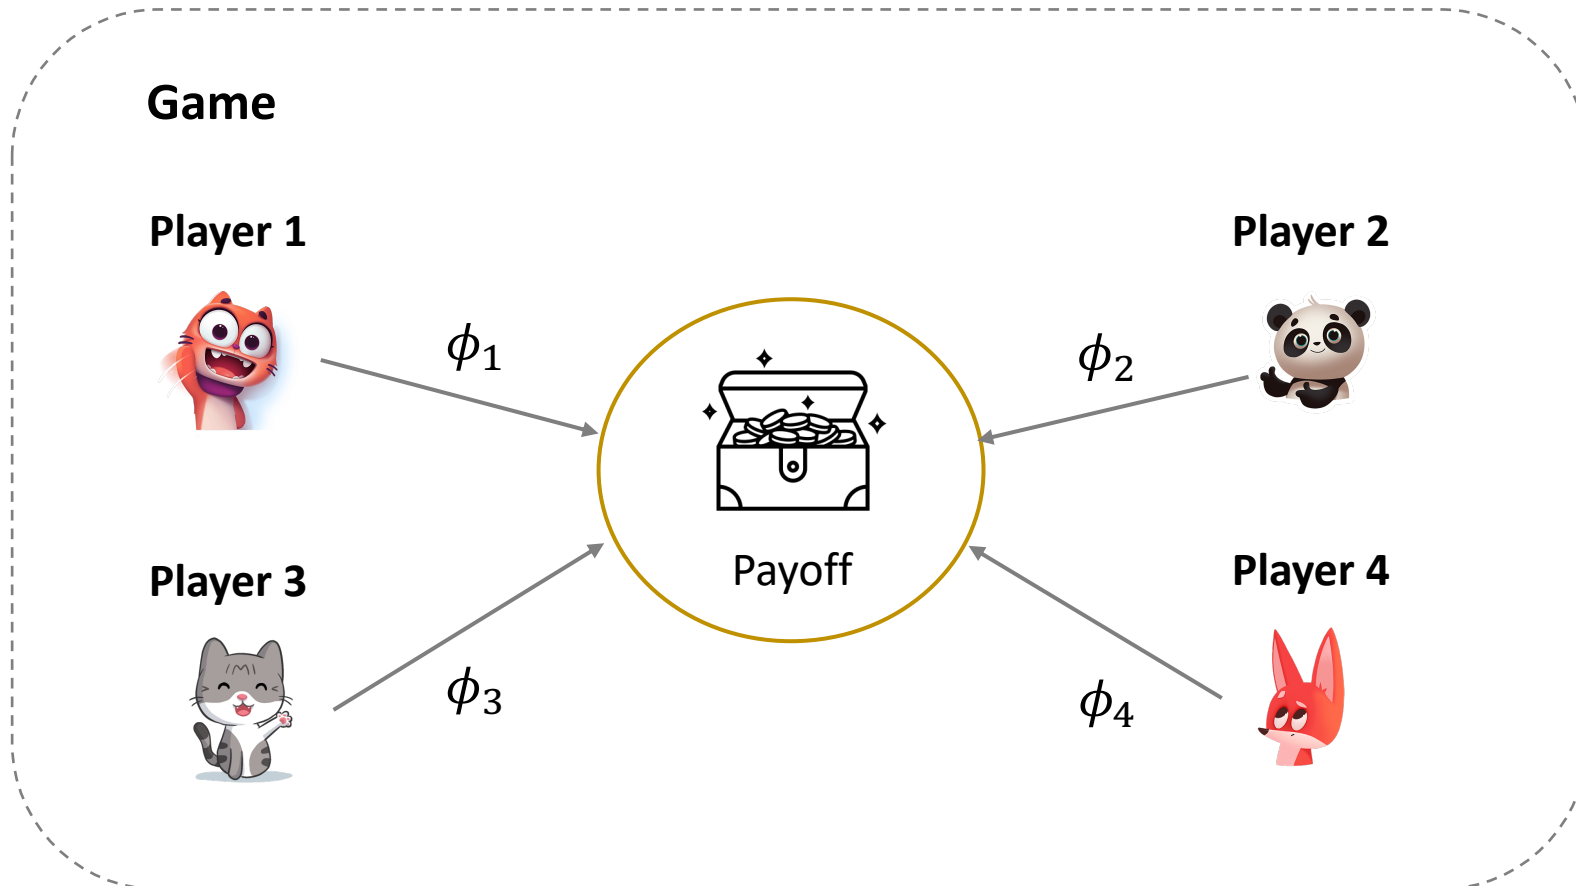 Game
Player 1
Player 2
ϕ₁
ϕ₂
Payoff
Player 3
Player 4
ϕ₃
ϕ₄